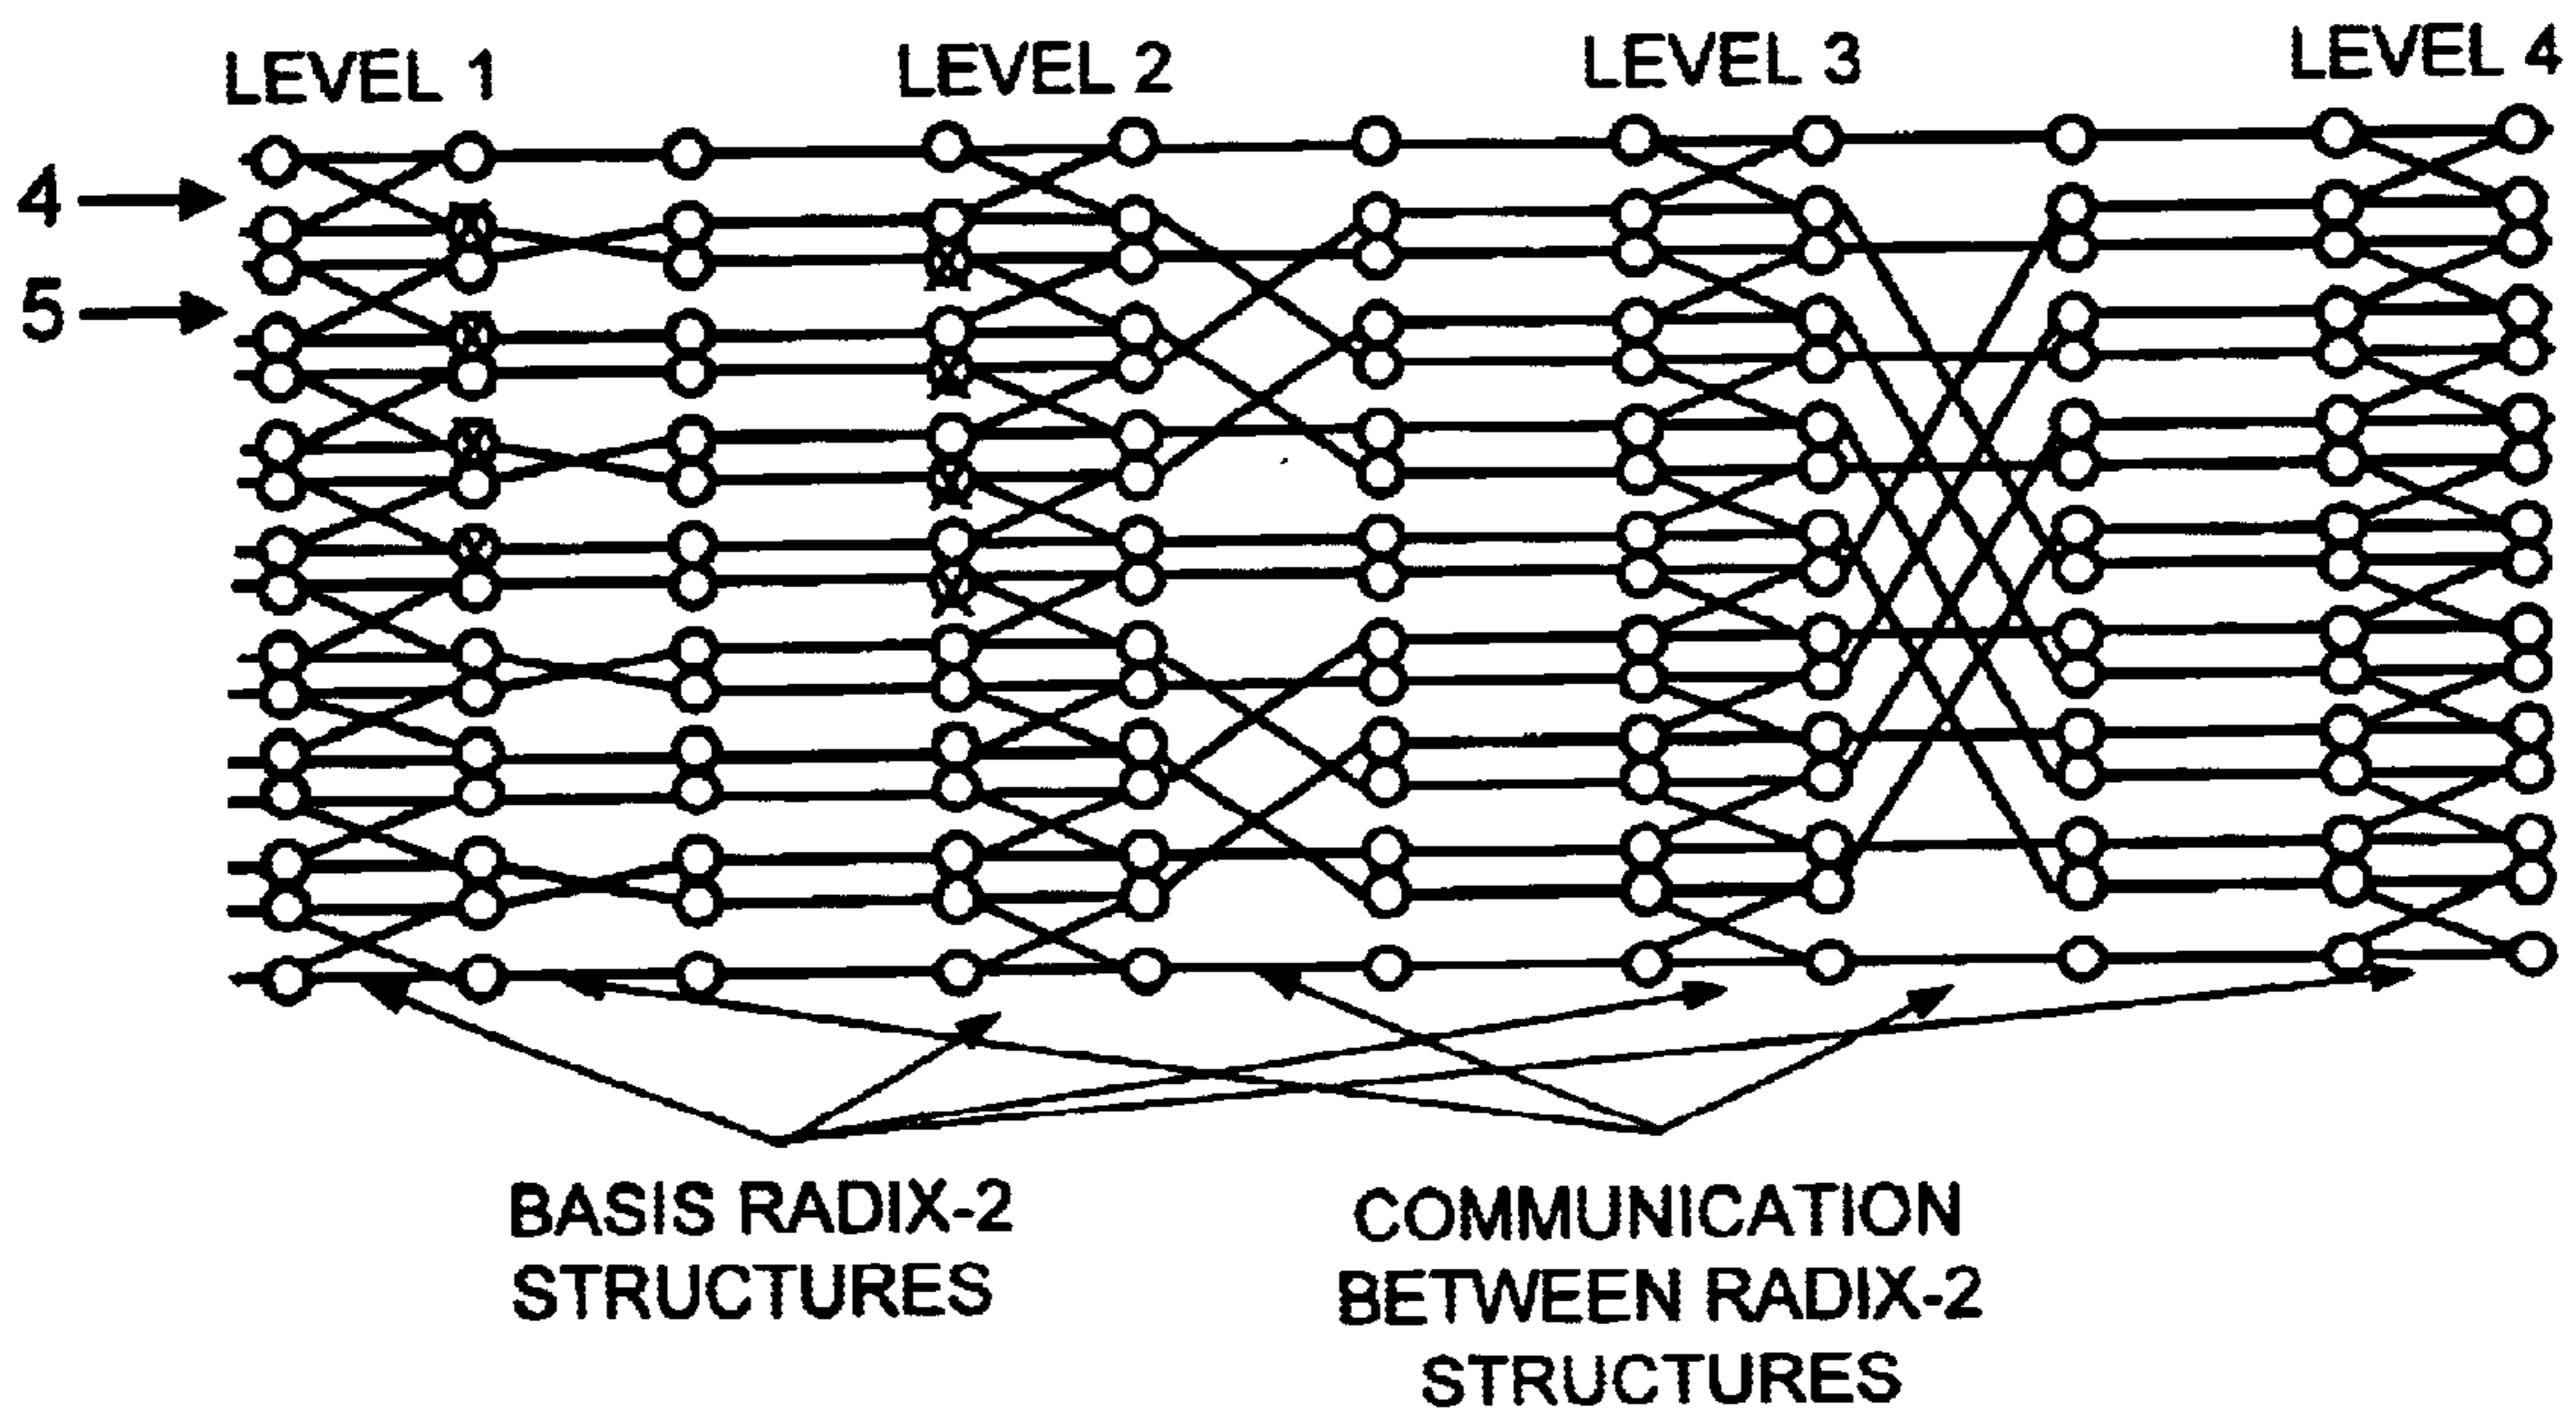 LEVEL 1 LEVEL 2 LEVEL 3 LEVEL 4
4
5
BASIS RADIX-2
STRUCTURES
COMMUNICATION
BETWEEN RADIX-2
STRUCTURES